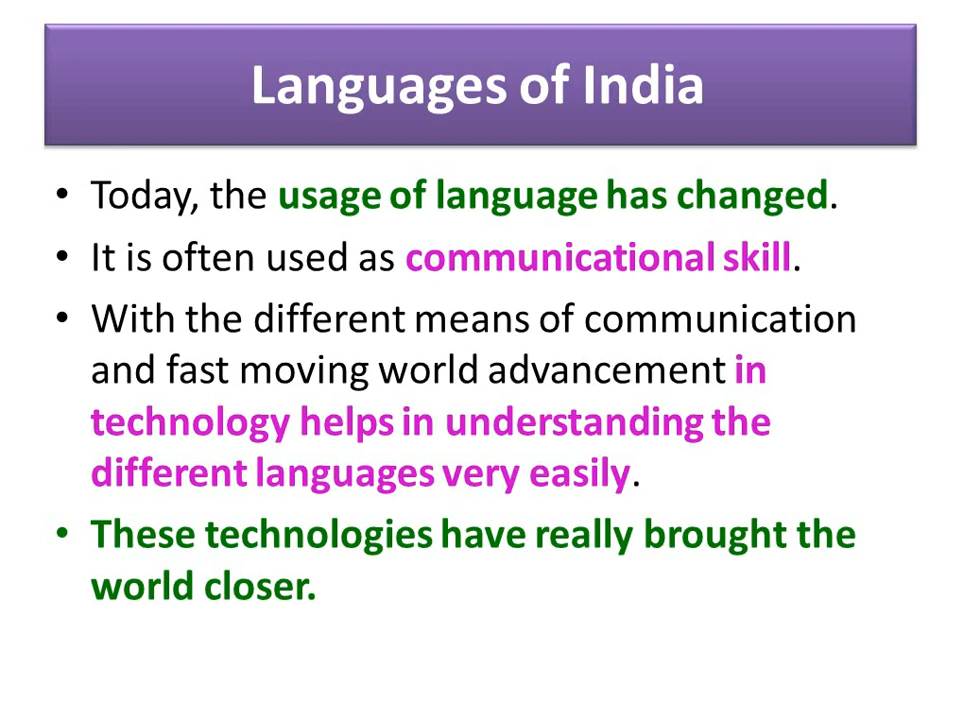 Languages of India
• Today, the usage of language has changed.
• It is often used as communicational skill.
• With the different means of communication
and fast moving world advancement in
technology helps in understanding the
different languages very easily.
• These technologies have really brought the
world closer.